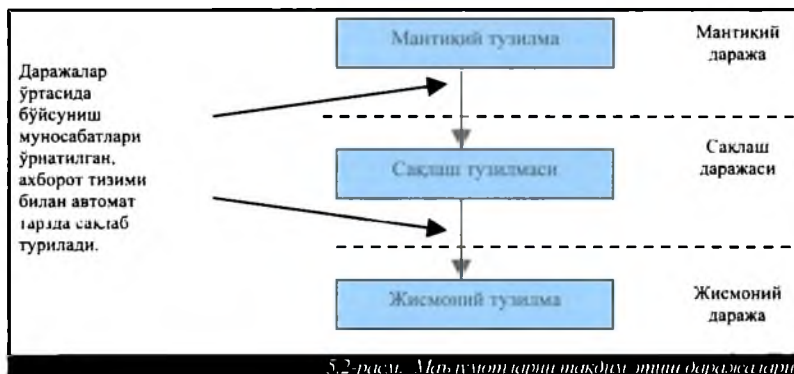 Мантиқий тузилма
Мантиқий
даража
Даражалар
ўртасида
бўйсуниш
муносабатлари
ўрнатилган,
ахборот тизими
билан автомат
тарзда сақлаб
турилади.
Сақлаш тузилмаси
Сақлаш
даражаси
Жисмоний тузилма
Жисмоний
даража
5.2-расм. Маълумотларни тақдим этиш даражалари